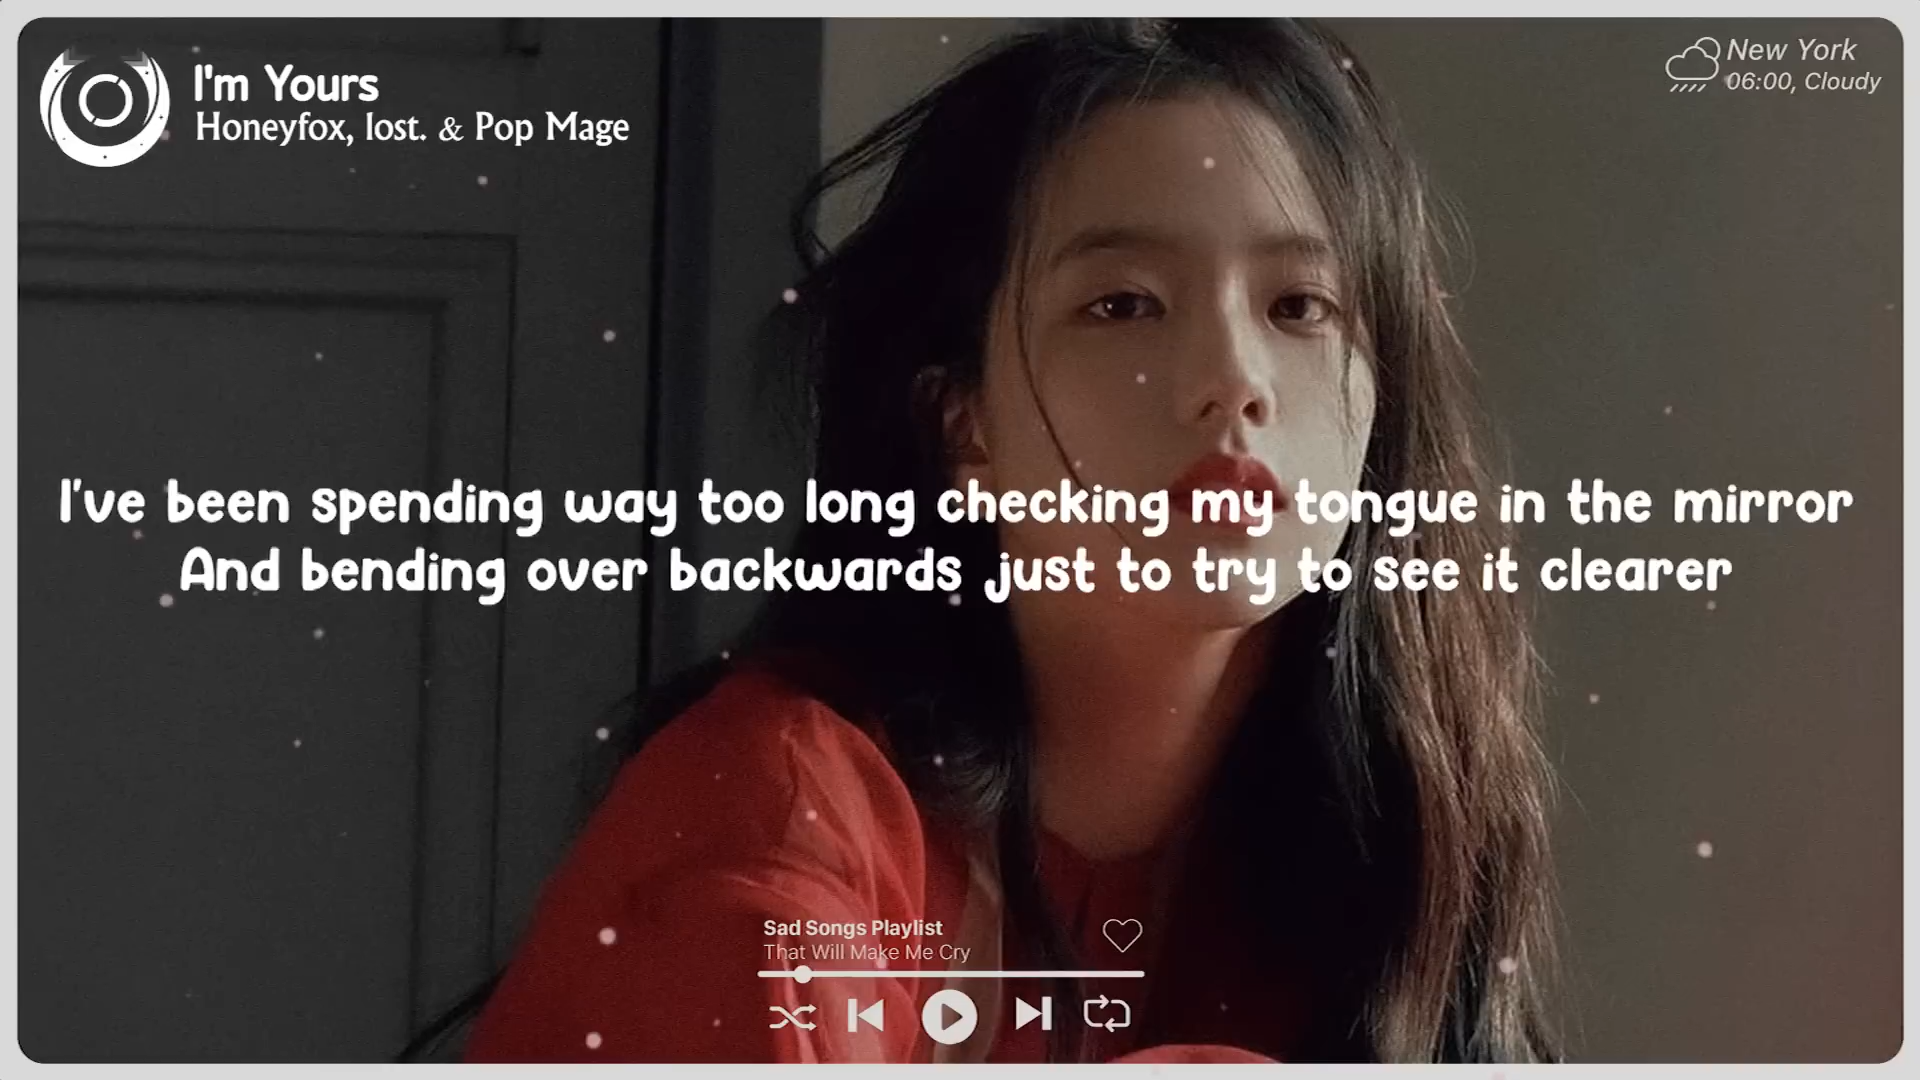 I'm Yours
Honeyfox, lost. & Pop Mage
New York
06:00, Cloudy
I've been spending way too long checking my tongue in the mirror
And bending over backwards just to try to see it clearer
Sad Songs Playlist
That Will Make Me Cry